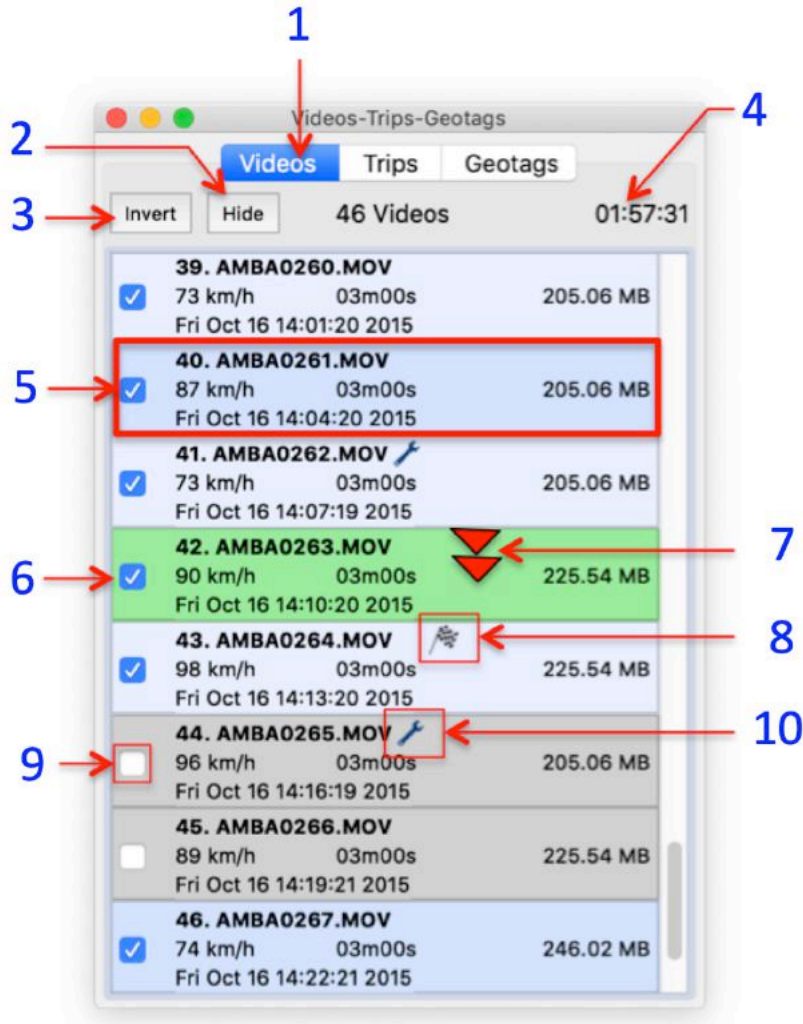 1
Videos-Trips-Geotags
4
2
Videos Trips Geotags
3
Invert Hide 46 Videos 01:57:31
39. AMBA0260.MOV
73 km/h 03m00s 205.06 MB
Fri Oct 16 14:01:20 2015
40. AMBA0261.MOV
5
87 km/h 03m00s 205.06 MB
Fri Oct 16 14:04:20 2015
41. AMBA0262.MOV
73 km/h 03m00s 205.06 MB
Fri Oct 16 14:07:19 2015
42. AMBA0263.MOV
7
6
90 km/h 03m00s 225.54 MB
Fri Oct 16 14:10:20 2015
43. AMBA0264.MOV
8
98 km/h 03m00s 225.54 MB
Fri Oct 16 14:13:20 2015
44. AMBA0265.MOV
10
9
96 km/h 03m00s 205.06 MB
Fri Oct 16 14:16:19 2015
45. AMBA0266.MOV
89 km/h 03m00s 225.54 MB
Fri Oct 16 14:19:21 2015
46. AMBA0267.MOV
74 km/h 03m00s 246.02 MB
Fri Oct 16 14:22:21 2015